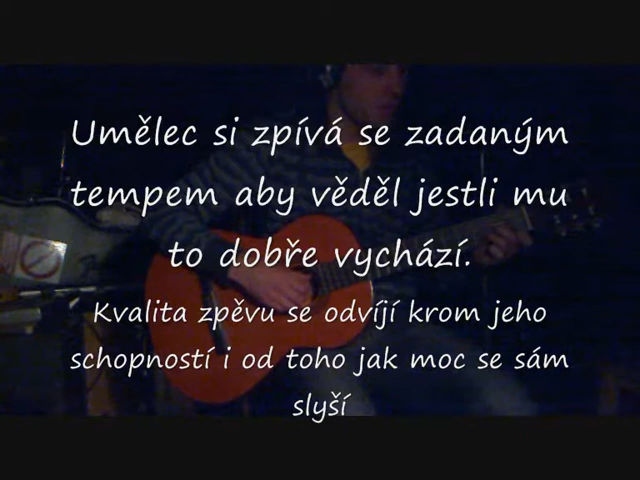 Umělec si zpívá se zadaným
tempem aby věděl jestli mu
to dobře vychází.
Kvalita zpěvu se odvíjí krom jeho
schopností i od toho jak moc se sám
slyší